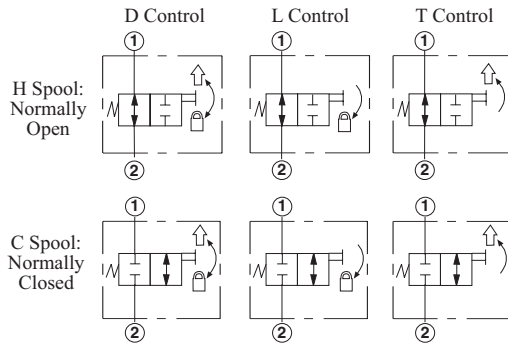 D Control L Control T Control
1 1 1
H Spool:
Normally
Open
2 2 2
1 1 1
C Spool:
Normally
Closed
2 2 2